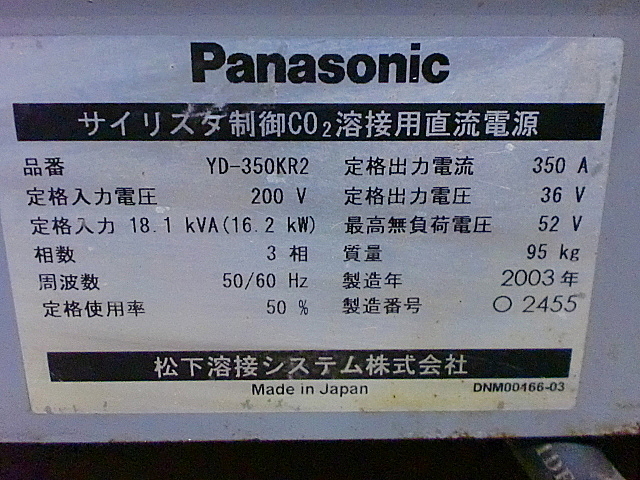 Panasonic
サイリスタ制御CO2溶接用直流電源
品番 YD-350KR2 定格出力電流 350 A
定格入力電圧 200 V 定格出力電圧 36 V
定格入力 18.1 kVA(16.2 kW) 最高無負荷電圧 52 V
相数 3 相 質量 95 kg
周波数 50/60 Hz 製造年 2003 年
定格使用率 50 % 製造番号 O 2455
松下溶接システム株式会社
Made in Japan DNM00166-03